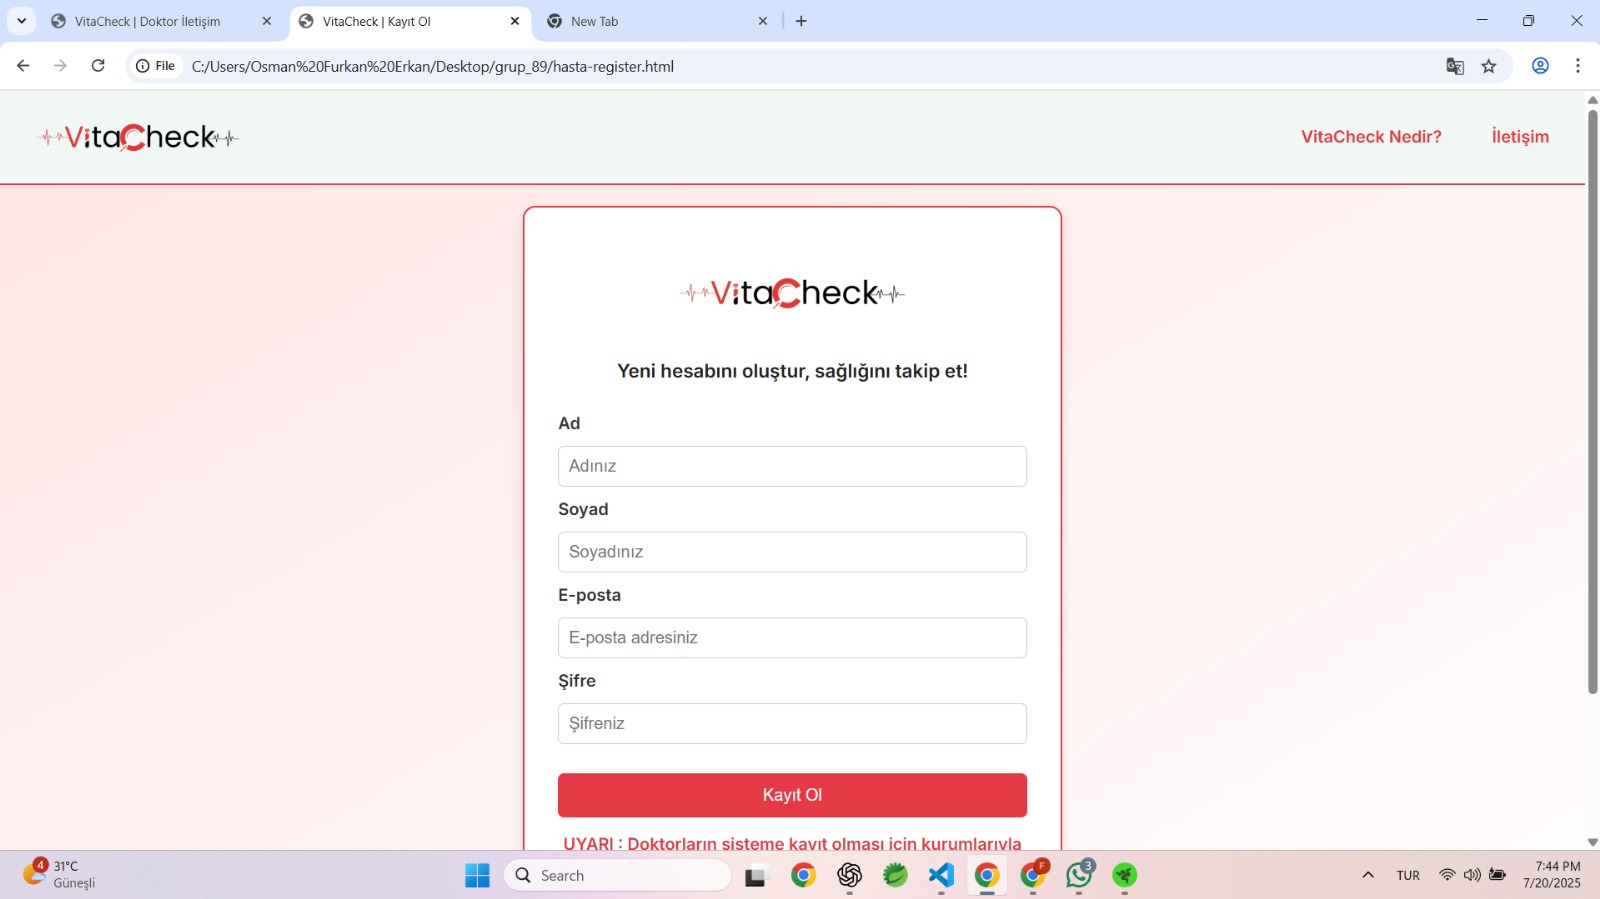 VitaCheck | Doktor İletişim
VitaCheck | Kayıt Ol
New Tab
File
C:/Users/Osman%20Furkan%20Erkan/Desktop/grup_89/hasta-register.html
VitaCheck
VitaCheck Nedir?
İletişim
VitaCheck
Yeni hesabını oluştur, sağlığını takip et!
Ad
Adınız
Soyad
Soyadınız
E-posta
E-posta adresiniz
Şifre
Şifreniz
Kayıt Ol
UYARI : Doktorların sisteme kayıt olması için kurumlarıyla
4
31°C
Güneşli
Search
F
3
TUR
7:44 PM
7/20/2025